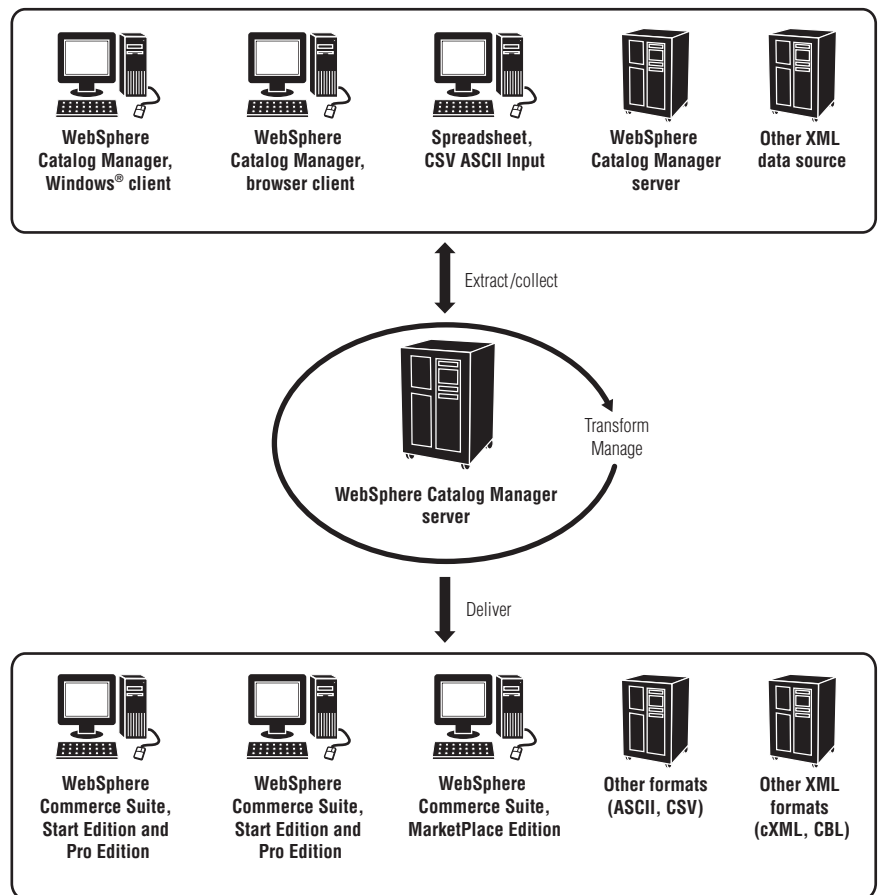 WebSphere
Catalog Manager,
Windows® client
WebSphere
Catalog Manager,
browser client
Spreadsheet,
CSV ASCII Input
WebSphere
Catalog Manager
server
Other XML
data source
Extract/collect
Transform
Manage
WebSphere Catalog Manager
server
Deliver
WebSphere
Commerce Suite,
Start Edition and
Pro Edition
WebSphere
Commerce Suite,
Start Edition and
Pro Edition
WebSphere
Commerce Suite,
MarketPlace Edition
Other formats
(ASCII, CSV)
Other XML
formats
(cXML, CBL)